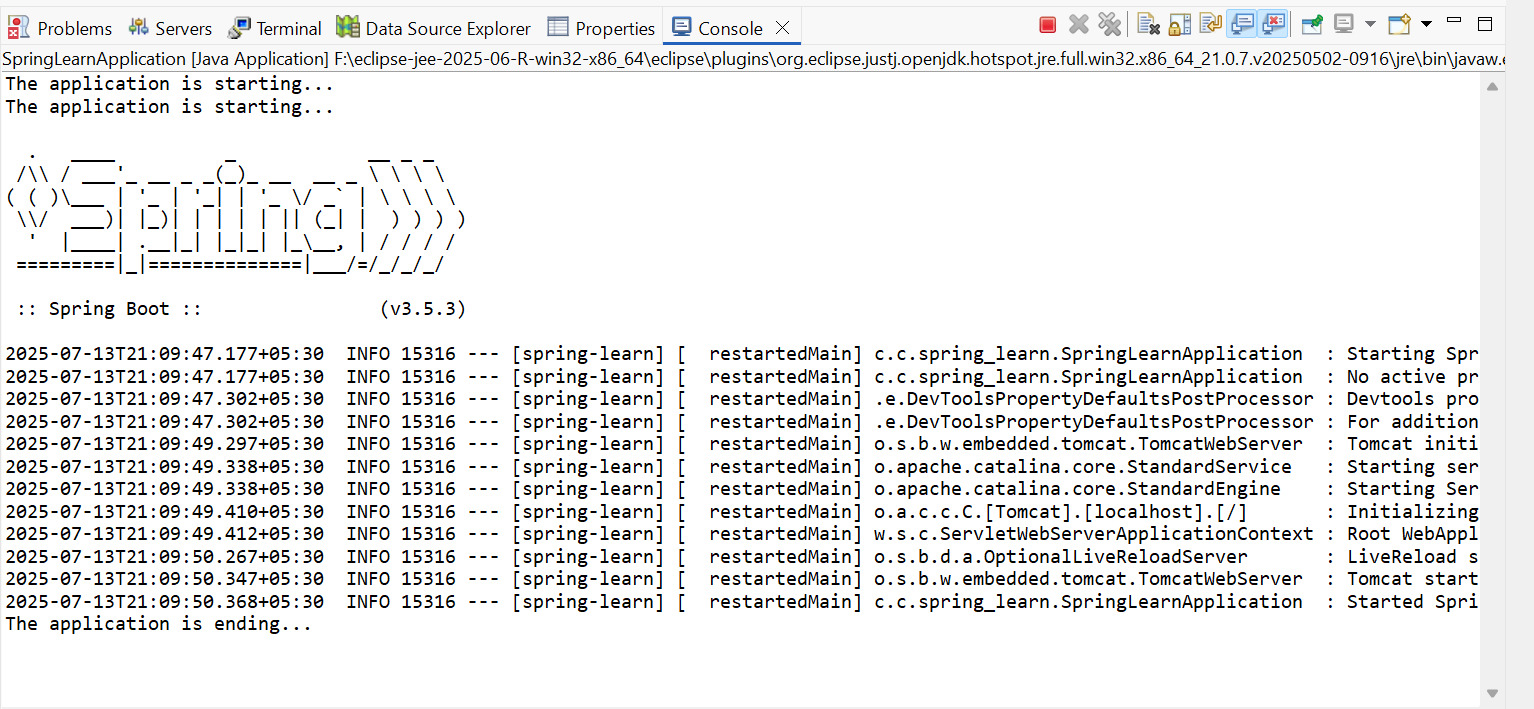 Problems Servers Terminal Data Source Explorer Properties Console
SpringLearnApplication [Java Application] F:\eclipse-jee-2025-06-R-win32-x86_64\eclipse\plugins\org.eclipse.justj.openjdk.hotspot.jre.full.win32.x86_64_21.0.7.v20250502-0916\jre\bin\javaw.e
The application is starting...
The application is starting...

  .   ____          _            __ _ _
 /\\ / ___'_ __ _ _(_)_ __  __ _ \ \ \ \
( ( )\___ | '_ | '_| | '_ \/ _` | \ \ \ \
 \\/  ___)| |_)| | | | | || (_| |  ) ) ) )
  '  |____| .__|_| |_|_| |_\__, | / / / /
 =========|_|==============|___/=/_/_/_/

 :: Spring Boot ::                (v3.5.3)

2025-07-13T21:09:47.177+05:30  INFO 15316 --- [spring-learn] [  restartedMain] c.c.spring_learn.SpringLearnApplication  : Starting Spr
2025-07-13T21:09:47.177+05:30  INFO 15316 --- [spring-learn] [  restartedMain] c.c.spring_learn.SpringLearnApplication  : No active pr
2025-07-13T21:09:47.302+05:30  INFO 15316 --- [spring-learn] [  restartedMain] .e.DevToolsPropertyDefaultsPostProcessor : Devtools pro
2025-07-13T21:09:47.302+05:30  INFO 15316 --- [spring-learn] [  restartedMain] .e.DevToolsPropertyDefaultsPostProcessor : For addition
2025-07-13T21:09:49.297+05:30  INFO 15316 --- [spring-learn] [  restartedMain] o.s.b.w.embedded.tomcat.TomcatWebServer  : Tomcat initi
2025-07-13T21:09:49.338+05:30  INFO 15316 --- [spring-learn] [  restartedMain] o.apache.catalina.core.StandardService   : Starting ser
2025-07-13T21:09:49.338+05:30  INFO 15316 --- [spring-learn] [  restartedMain] o.apache.catalina.core.StandardEngine    : Starting Ser
2025-07-13T21:09:49.410+05:30  INFO 15316 --- [spring-learn] [  restartedMain] o.a.c.c.C.[Tomcat].[localhost].[/]       : Initializing
2025-07-13T21:09:49.412+05:30  INFO 15316 --- [spring-learn] [  restartedMain] w.s.c.ServletWebServerApplicationContext : Root WebAppl
2025-07-13T21:09:50.267+05:30  INFO 15316 --- [spring-learn] [  restartedMain] o.s.b.d.a.OptionalLiveReloadServer       : LiveReload s
2025-07-13T21:09:50.347+05:30  INFO 15316 --- [spring-learn] [  restartedMain] o.s.b.w.embedded.tomcat.TomcatWebServer  : Tomcat start
2025-07-13T21:09:50.368+05:30  INFO 15316 --- [spring-learn] [  restartedMain] c.c.spring_learn.SpringLearnApplication  : Started Spri
The application is ending...